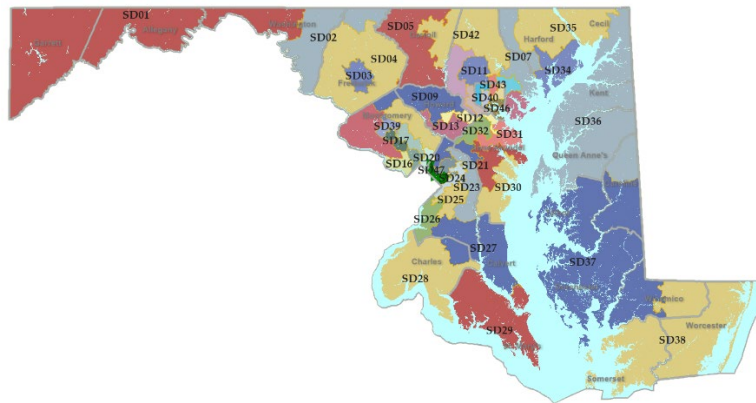 SD01
SD05
SD35
Cecil
SD02
SD42
Harford
SD04
SD07
SD03
SD11
SD34
SD43
SD09
SD40
Kent
SD46
SD12
Montgomery
SD39
SD13
SD32
SD36
SD17
SD31
SD16
SD20
Queen Anne's
SD47
SD21
SD24
SD23
SD30
SD25
SD26
SD27
Charles
SD37
SD28
SD29
Worcester
SD38
Somerset